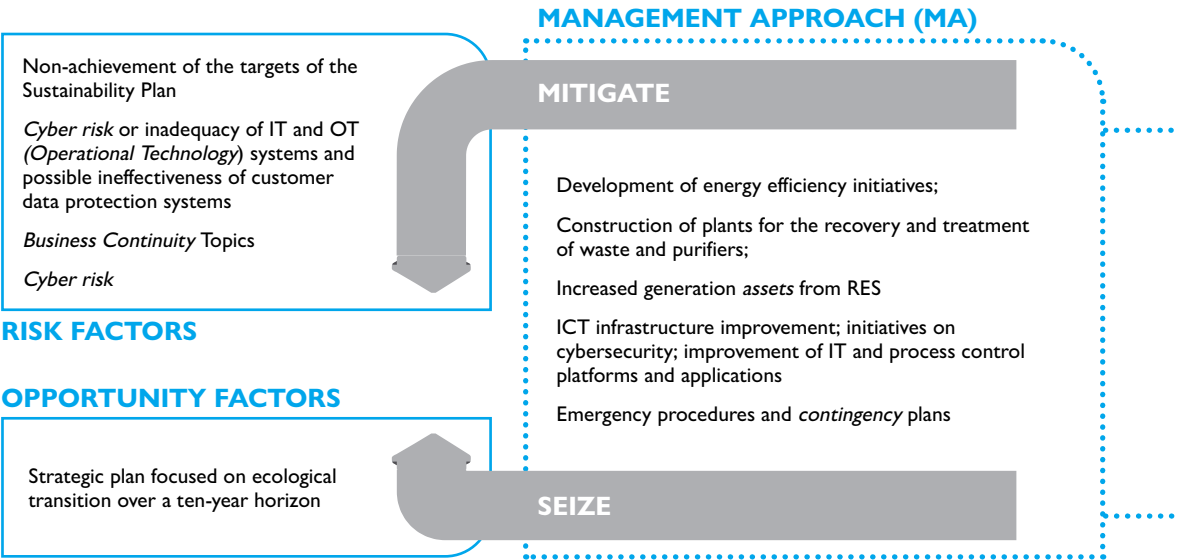 MANAGEMENT APPROACH (MA)
Non-achievement of the targets of the
Sustainability Plan
Cyber risk or inadequacy of IT and OT
(Operational Technology) systems and
possible ineffectiveness of customer
data protection systems
Business Continuity Topics
Cyber risk
RISK FACTORS
OPPORTUNITY FACTORS
Strategic plan focused on ecological
transition over a ten-year horizon
MITIGATE
Development of energy efficiency initiatives;
Construction of plants for the recovery and treatment
of waste and purifiers;
Increased generation assets from RES
ICT infrastructure improvement; initiatives on
cybersecurity; improvement of IT and process control
platforms and applications
Emergency procedures and contingency plans
SEIZE